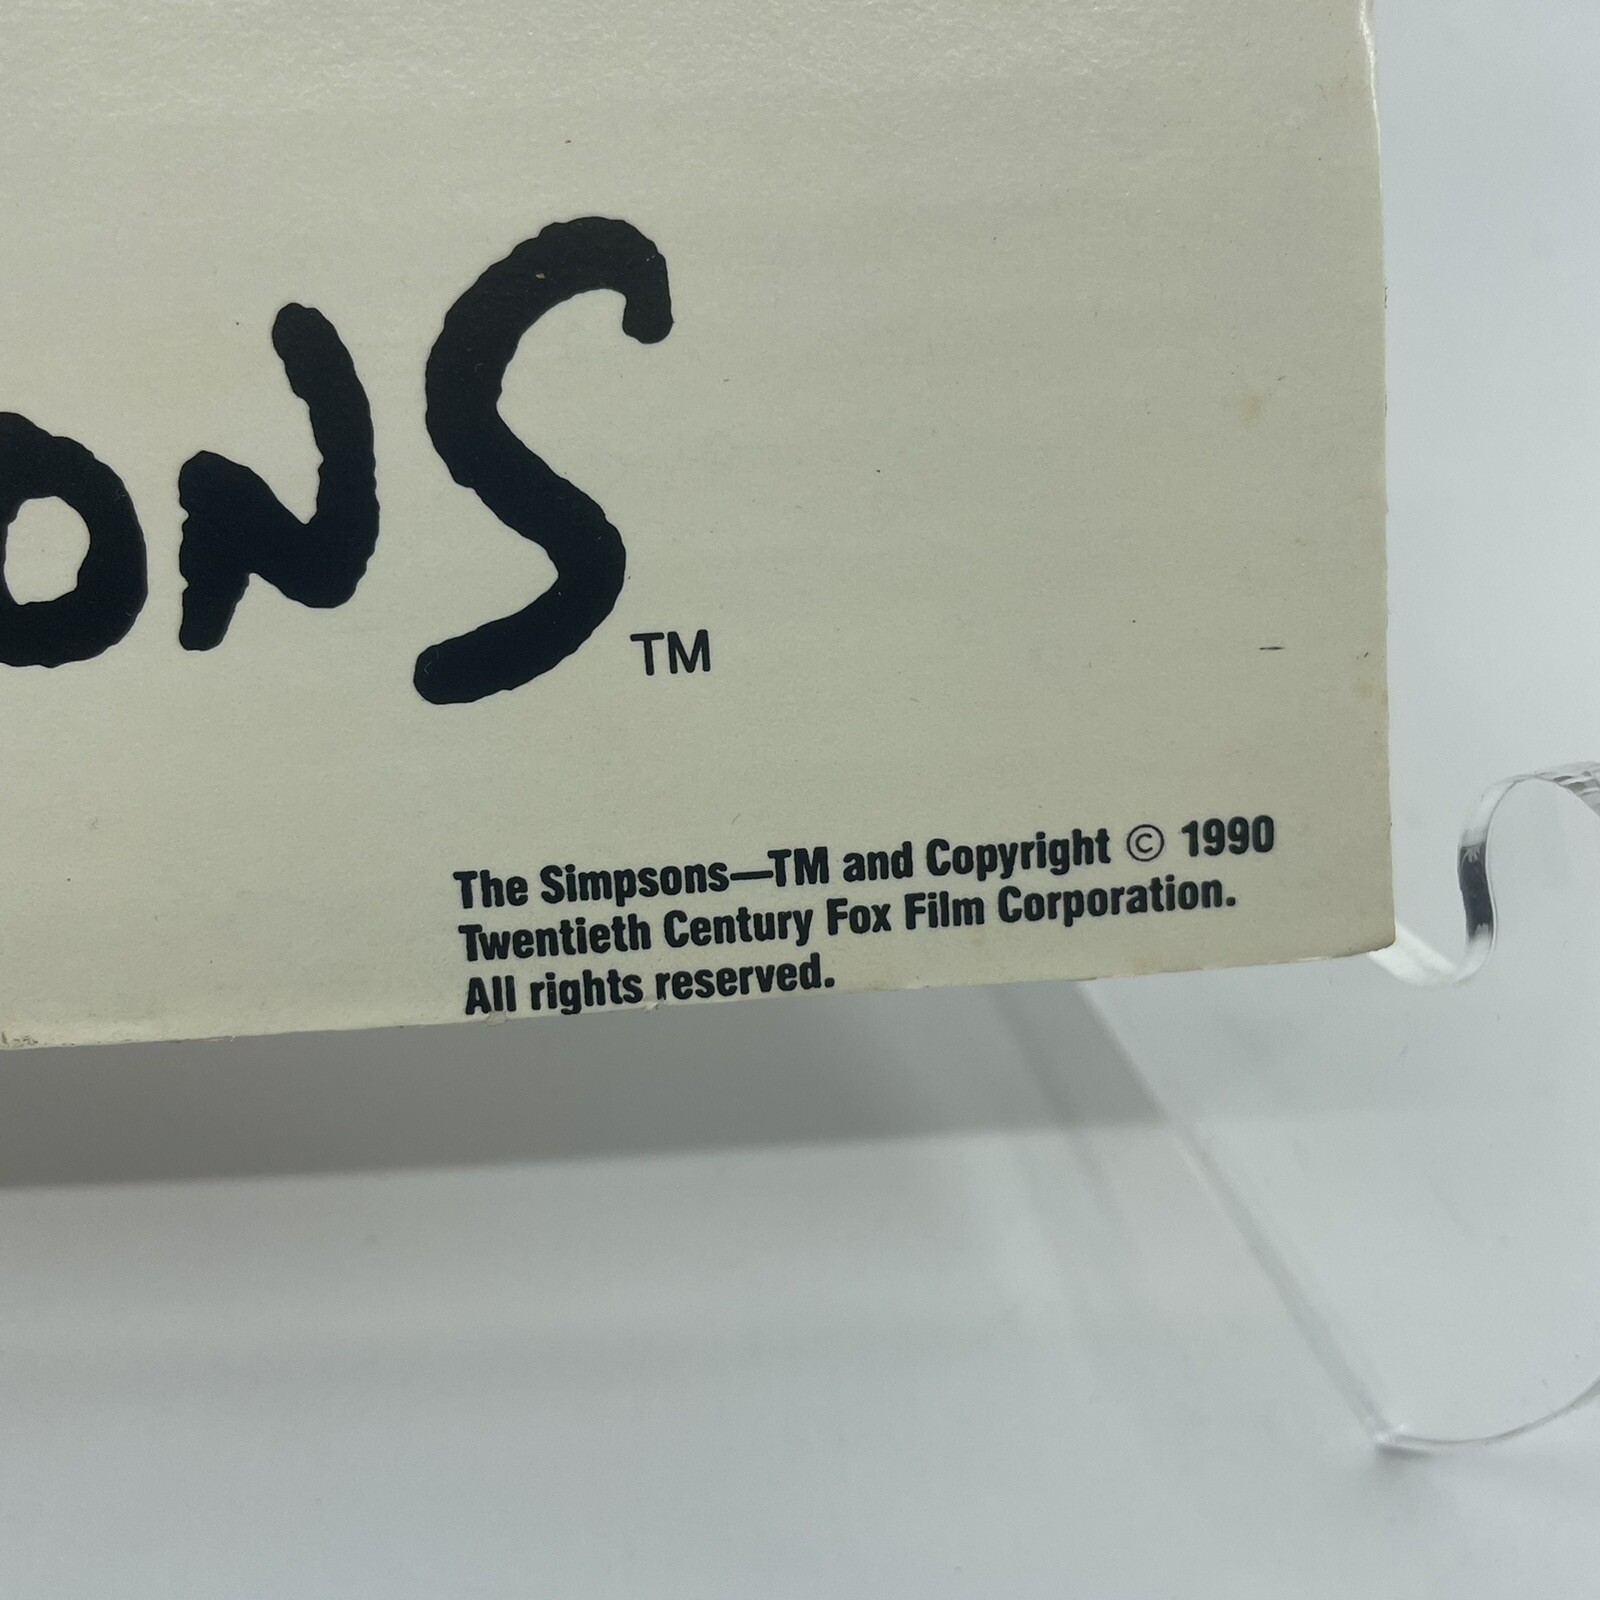 ONS
TM
The Simpsons—TM and Copyright © 1990
Twentieth Century Fox Film Corporation.
All rights reserved.